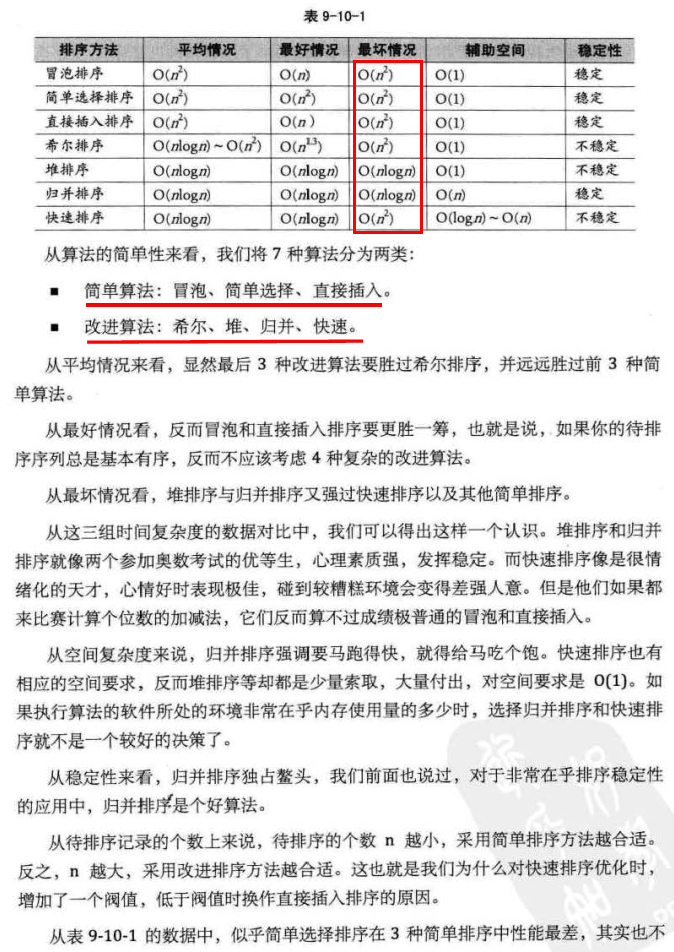 表 9-10-1
排序方法 平均情况 最好情况 最坏情况 辅助空间 稳定性
冒泡排序 O(n²) O(n) O(n²) O(1) 稳定
简单选择排序 O(n²) O(n²) O(n²) O(1) 稳定
直接插入排序 O(n²) O(n) O(n²) O(1) 稳定
希尔排序 O(nlogn)~O(n²) O(n¹·³) O(n²) O(1) 不稳定
堆排序 O(nlogn) O(nlogn) O(nlogn) O(1) 不稳定
归并排序 O(nlogn) O(nlogn) O(nlogn) O(n) 稳定
快速排序 O(nlogn) O(nlogn) O(n²) O(logn)~O(n) 不稳定
从算法的简单性来看，我们将 7 种算法分为两类：
■ 简单算法：冒泡、简单选择、直接插入。
■ 改进算法：希尔、堆、归并、快速。
从平均情况来看，显然最后 3 种改进算法要胜过希尔排序，并远远胜过前 3 种简
单算法。
从最好情况看，反而冒泡和直接插入排序要更胜一筹，也就是说，如果你的待排
序序列总是基本有序，反而不应该考虑 4 种复杂的改进算法。
从最坏情况看，堆排序与归并排序又强过快速排序以及其他简单排序。
从这三组时间复杂度的数据对比中，我们可以得出这样一个认识。堆排序和归并
排序就像两个参加奥数考试的优等生，心理素质强，发挥稳定。而快速排序像是很情
绪化的天才，心情好时表现极佳，碰到较糟糕环境会变得差强人意。但是他们如果都
来比赛计算个位数的加减法，它们反而算不过成绩极普通的冒泡和直接插入。
从空间复杂度来说，归并排序强调要马跑得快，就得给马吃个饱。快速排序也有
相应的空间要求，反而堆排序等却都是少量索取，大量付出，对空间要求是 O(1)。如
果执行算法的软件所处的环境非常在乎内存使用量的多少时，选择归并排序和快速排
序就不是一个较好的决策了。
从稳定性来看，归并排序独占鳌头，我们前面也说过，对于非常在乎排序稳定性
的应用中，归并排序是个好算法。
从待排序记录的个数上来说，待排序的个数 n 越小，采用简单排序方法越合适。
反之，n 越大，采用改进排序方法越合适。这也就是我们为什么对快速排序优化时，
增加了一个阀值，低于阀值时换作直接插入排序的原因。
从表 9-10-1 的数据中，似乎简单选择排序在 3 种简单排序中性能最差，其实也不